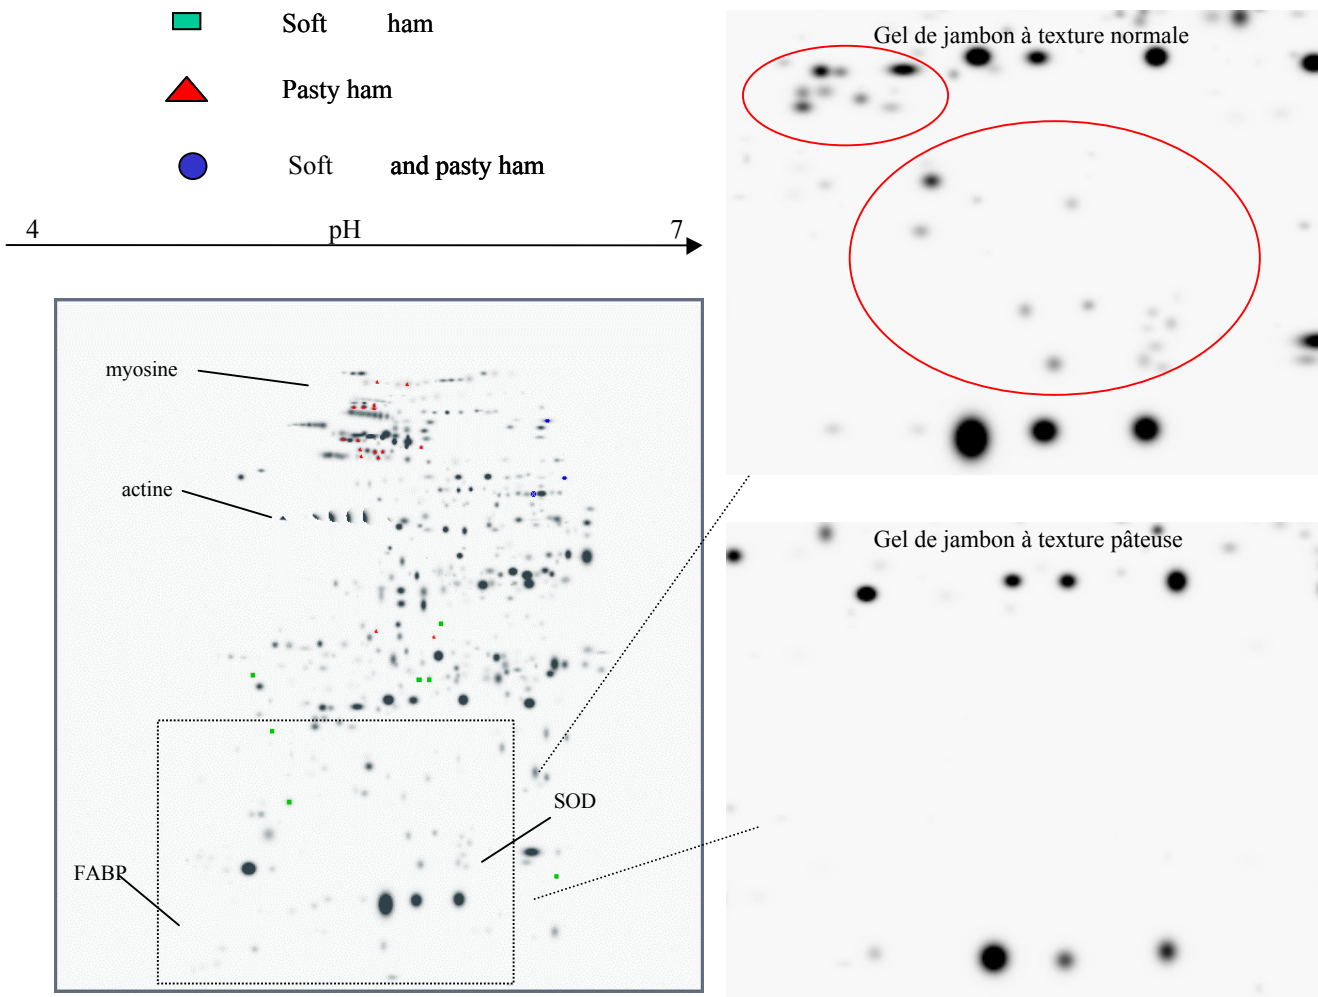 Soft ham
Pasty ham
Soft and pasty ham
4 pH 7
myosine
actine
SOD
FABP
Gel de jambon à texture normale
Gel de jambon à texture pâteuse